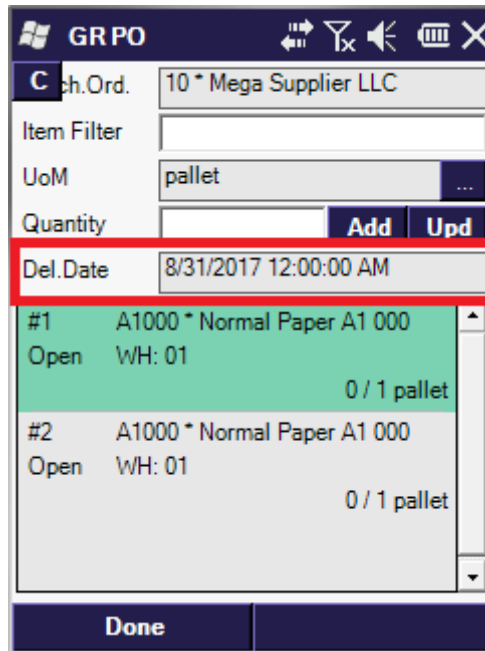 GRPO
C ch.Ord. 10 * Mega Supplier LLC
Item Filter
UoM pallet ...
Quantity Add Upd
Del.Date 8/31/2017 12:00:00 AM
#1 A1000 * Normal Paper A1 000
Open WH: 01
0 / 1 pallet
#2 A1000 * Normal Paper A1 000
Open WH: 01
0 / 1 pallet
Done